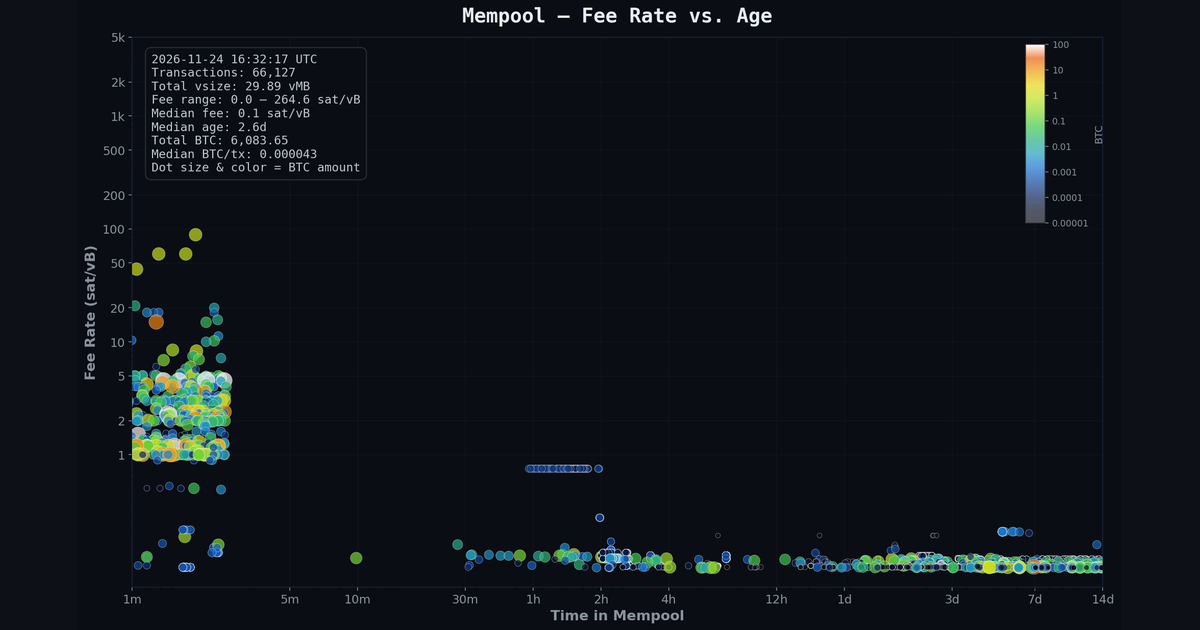 Mempool — Fee Rate vs. Age
2026-11-24 16:32:17 UTC
Transactions: 66,127
Total vsize: 29.89 vMB
Fee range: 0.0 — 264.6 sat/vB
Median fee: 0.1 sat/vB
Median age: 2.6d
Total BTC: 6,083.65
Median BTC/tx: 0.000043
Dot size & color = BTC amount
100
10
1
0.1
0.01
0.001
0.0001
0.00001
BTC
5k
2k
1k
500
200
100
50
20
10
5
2
1
Fee Rate (sat/vB)
1m 5m 10m 30m 1h 2h 4h 12h 1d 3d 7d 14d
Time in Mempool